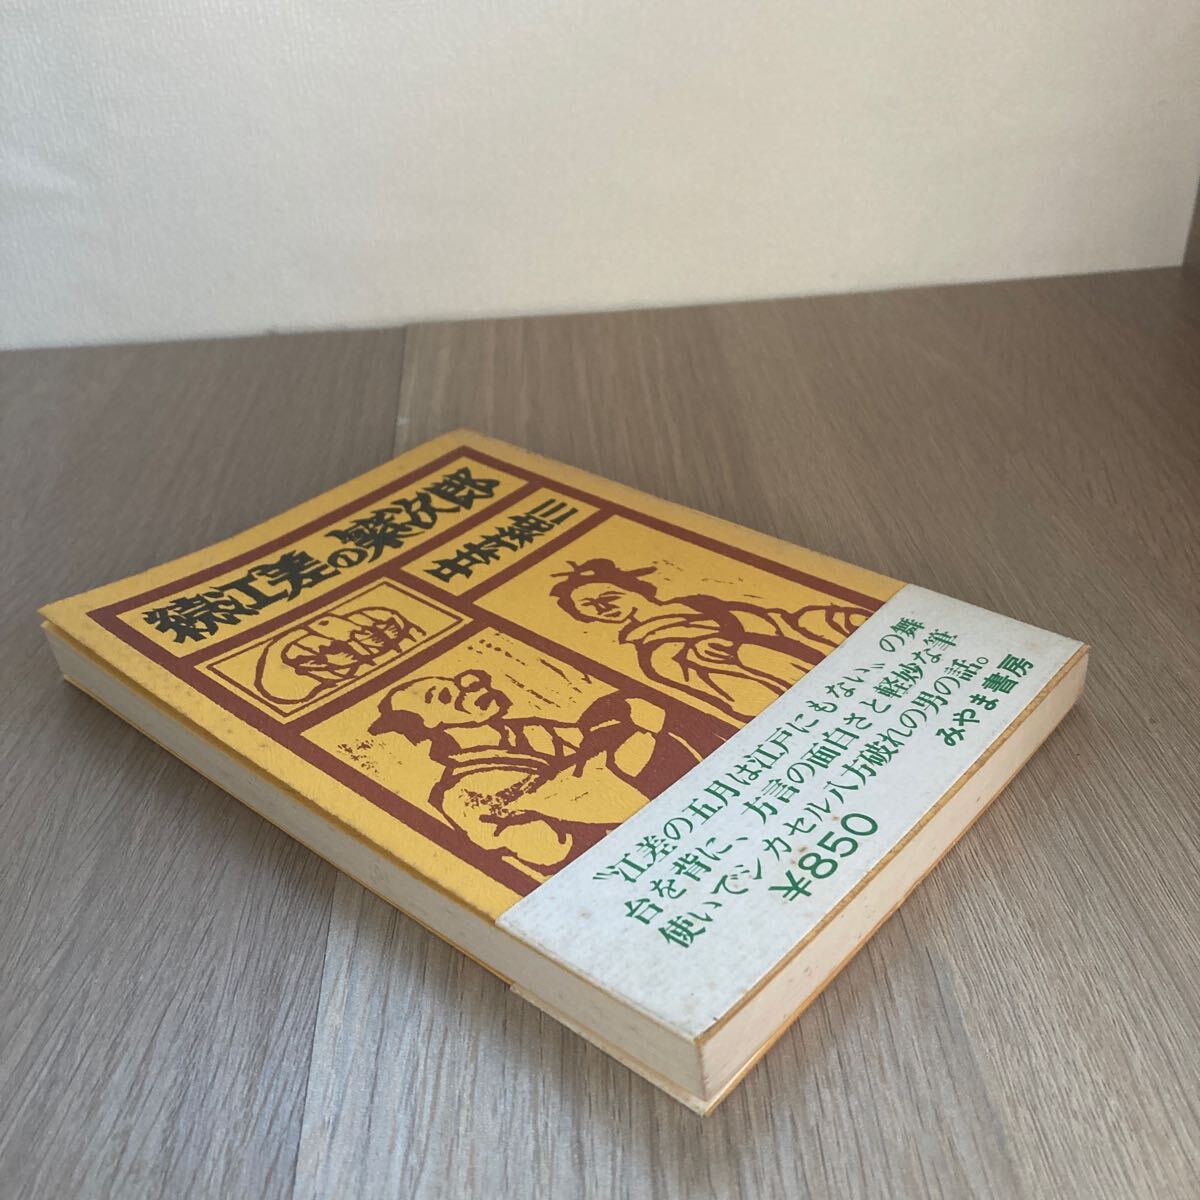 続江差の繁次郎
中村純三
〝江差の五月は江戸にもない〟の舞
台を背に、方言の面白さと軽妙な筆
使いでシカセル八方破れの男の話。
みやま書房
¥850